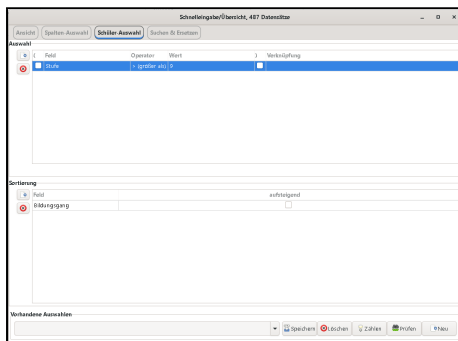 Schnelleingabe/Übersicht, 487 Datensätze
Ansicht Spalten-Auswahl Schüler-Auswahl Suchen & Ersetzen
Auswahl
( Feld Operator Wert ) Verknüpfung
Stufe > (größer als) 9
Sortierung
Feld aufsteigend
Bildungsgang
Vorhandene Auswahlen
Speichern Löschen Zählen Prüfen Neu